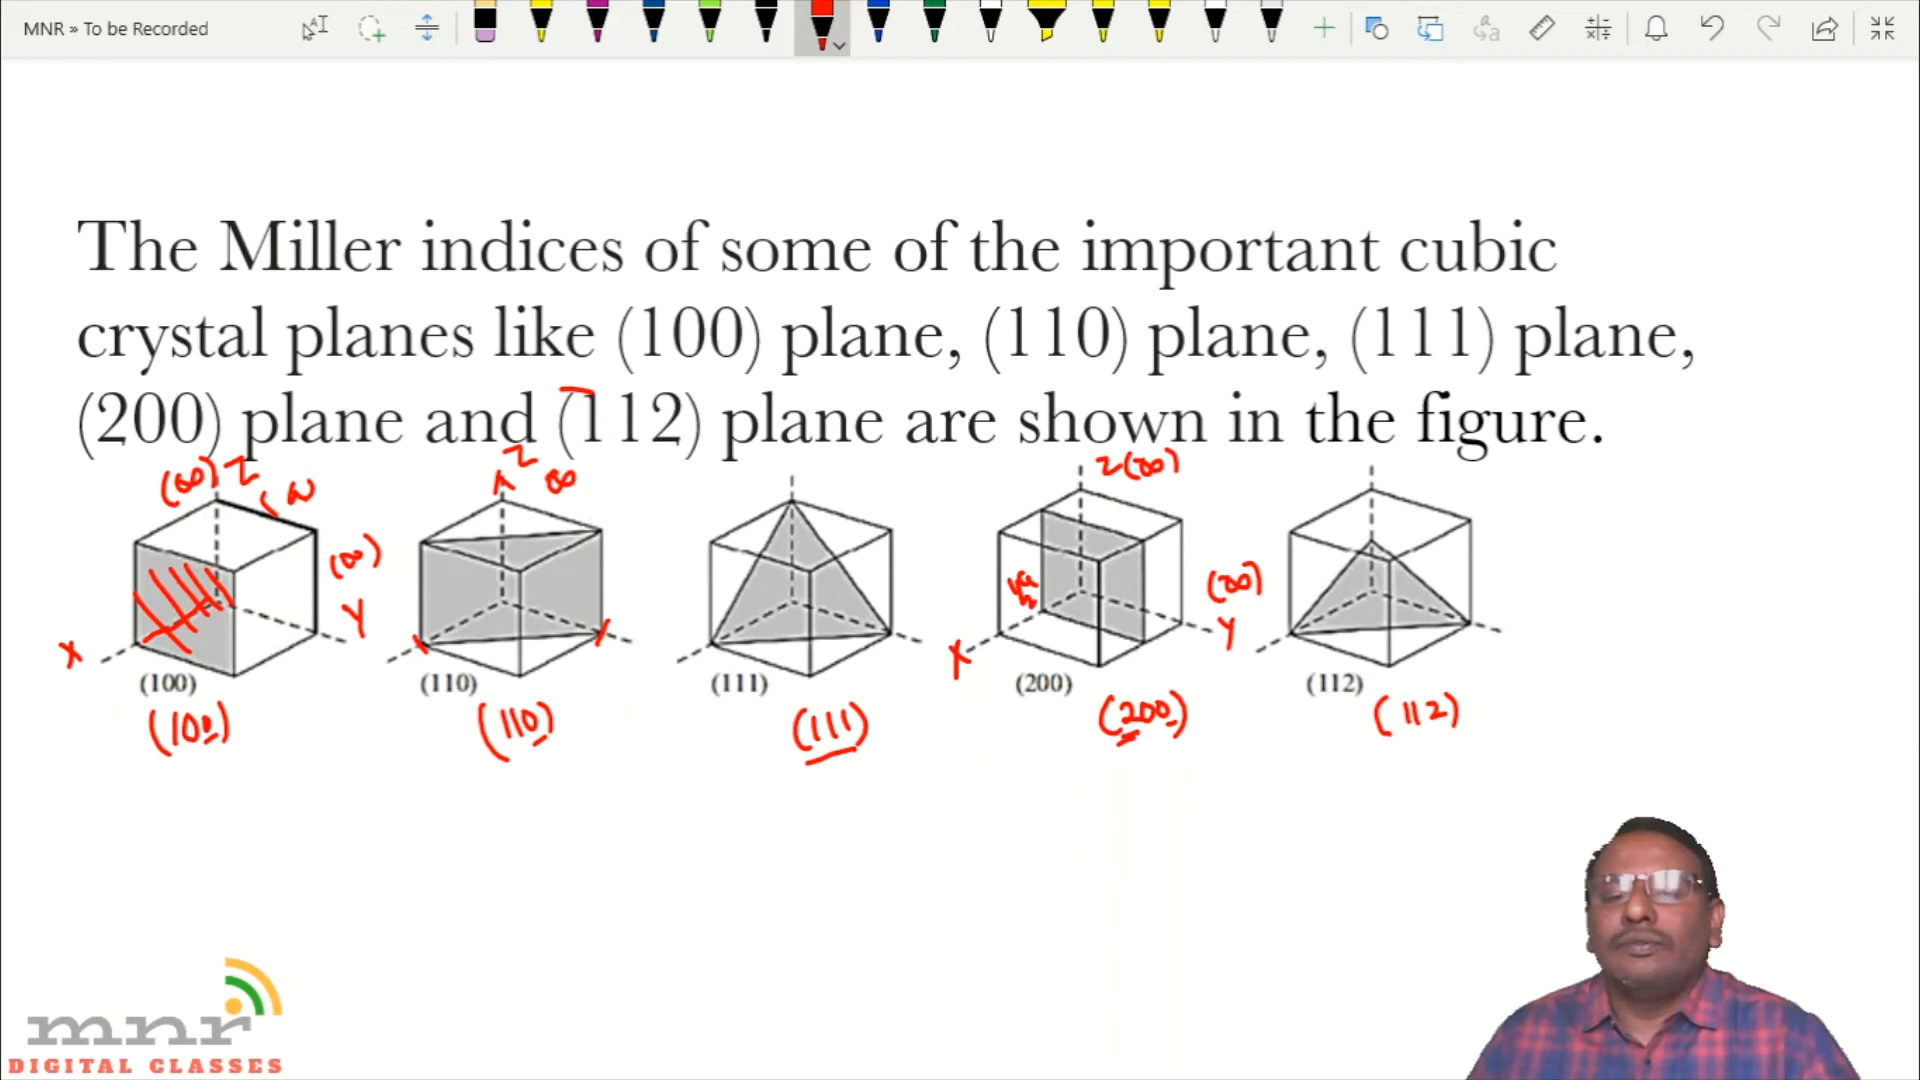 MNR » To be Recorded
The Miller indices of some of the important cubic
crystal planes like (100) plane, (110) plane, (111) plane,
(200) plane and (112) plane are shown in the figure.
(∞) Z
Z ∞
Z(∞)
(∞)
(∞)
Y
Y
X
X
(100) (110) (111) (200) (112)
(100) (110) (111) (200) (112)
mnr
DIGITAL CLASSES